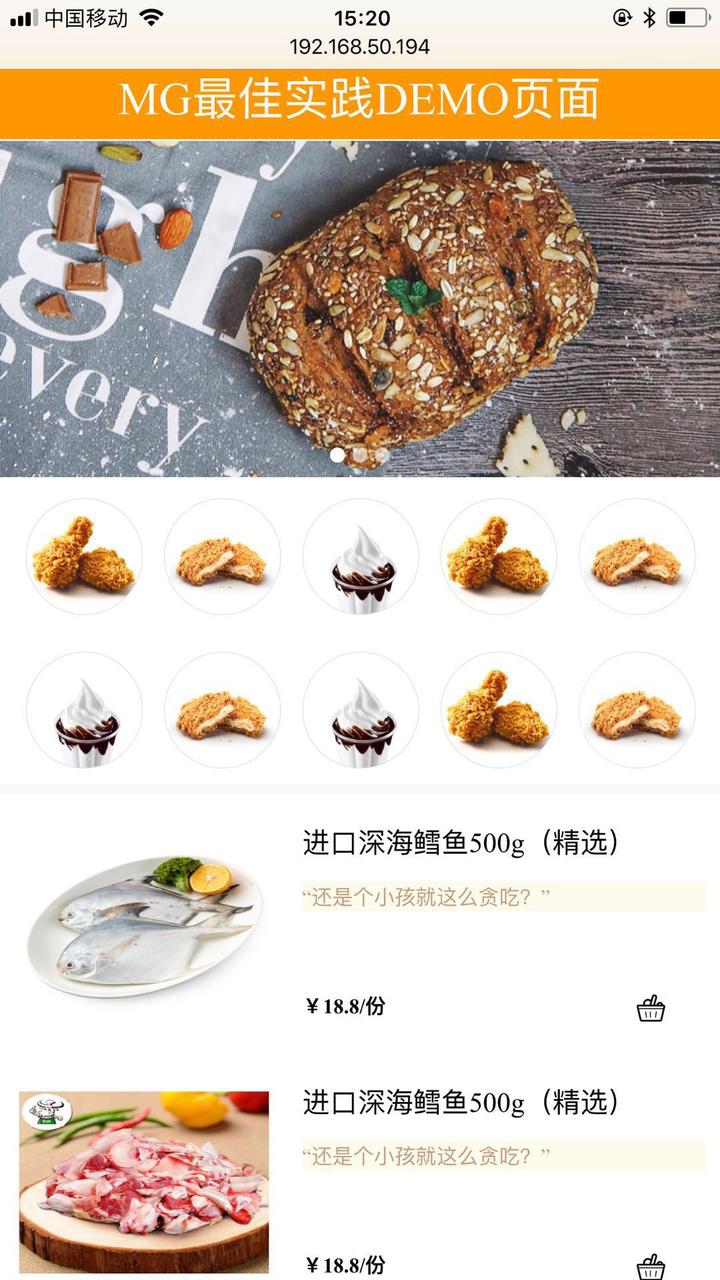 中国移动
15:20
192.168.50.194
MG最佳实践DEMO页面
gh
every
进口深海鳕鱼500g（精选）
“还是个小孩就这么贪吃？”
￥18.8/份
进口深海鳕鱼500g（精选）
“还是个小孩就这么贪吃？”
￥18.8/份